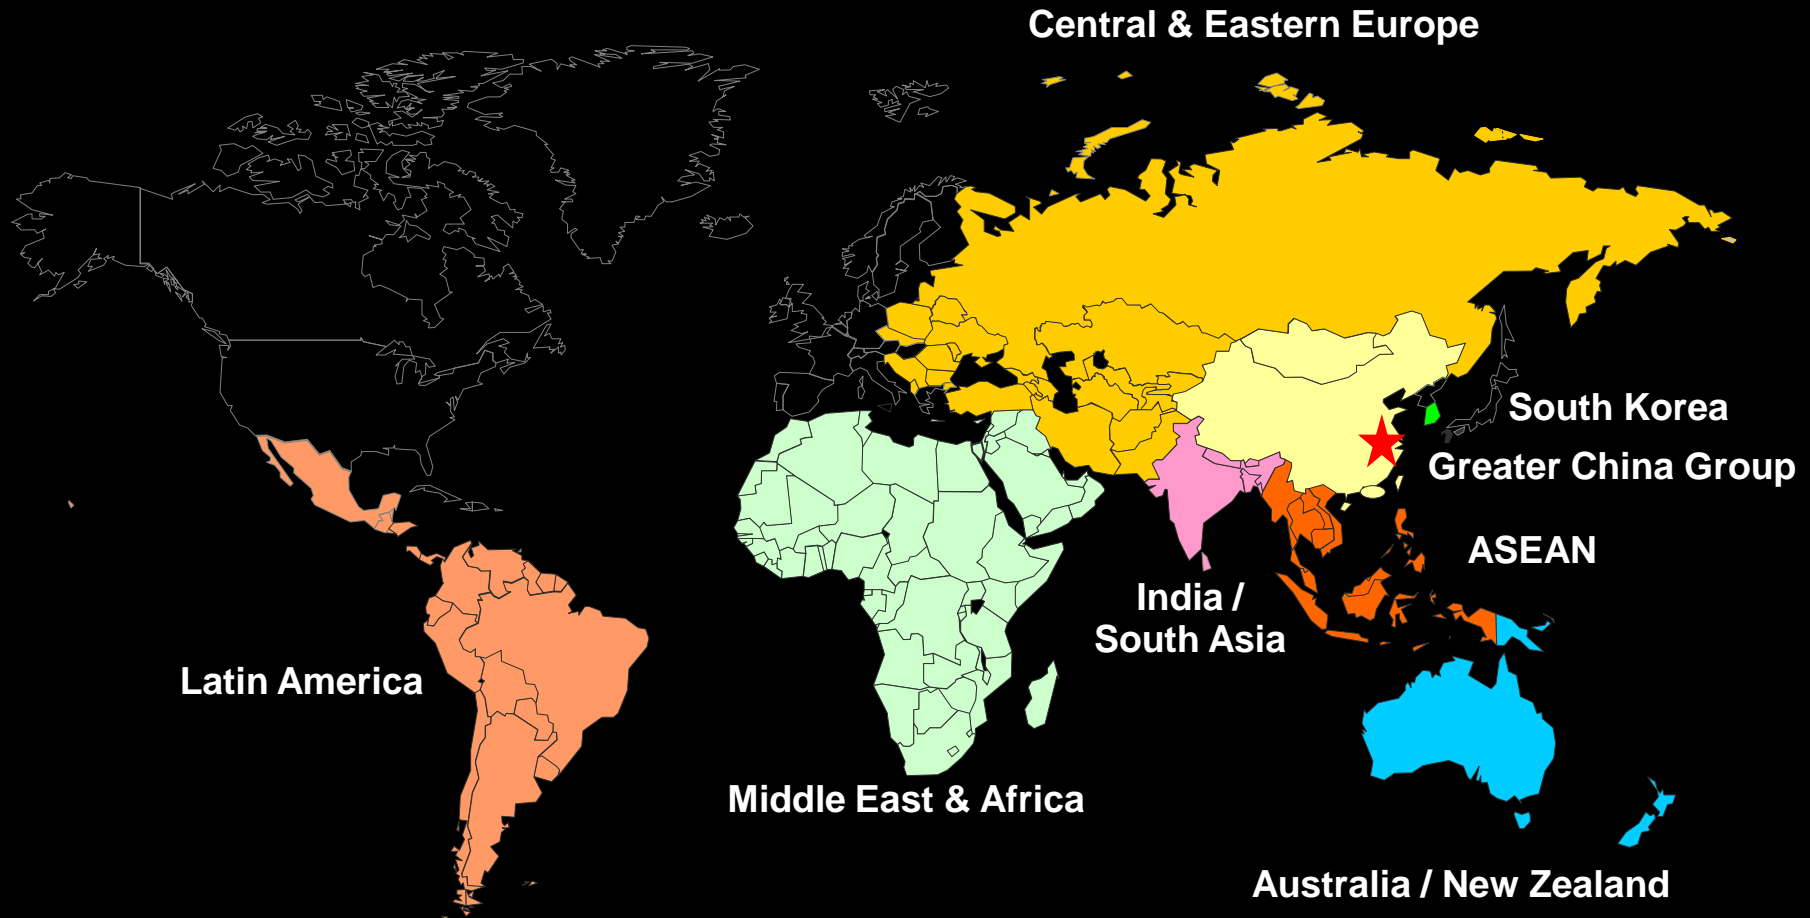 Central & Eastern Europe
South Korea
Greater China Group
ASEAN
India /
South Asia
Latin America
Middle East & Africa
Australia / New Zealand